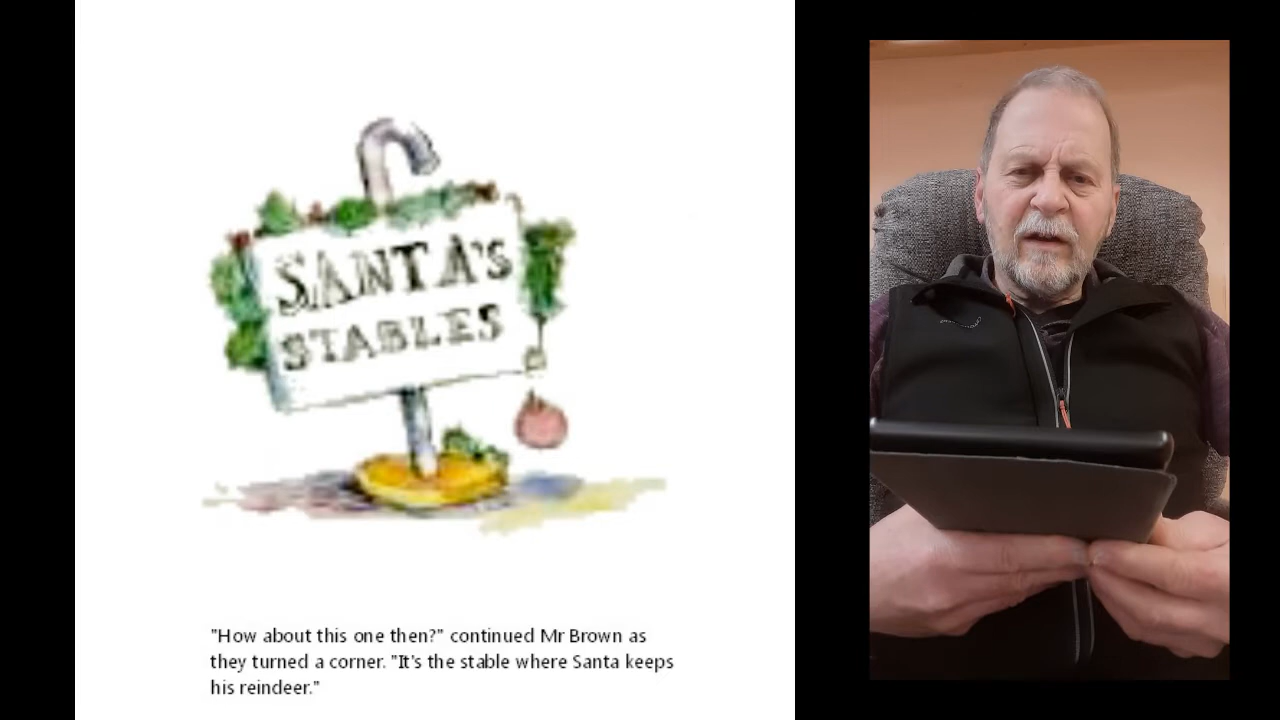 SANTA'S
STABLES
"How about this one then?" continued Mr Brown as
they turned a corner. "It's the stable where Santa keeps
his reindeer."